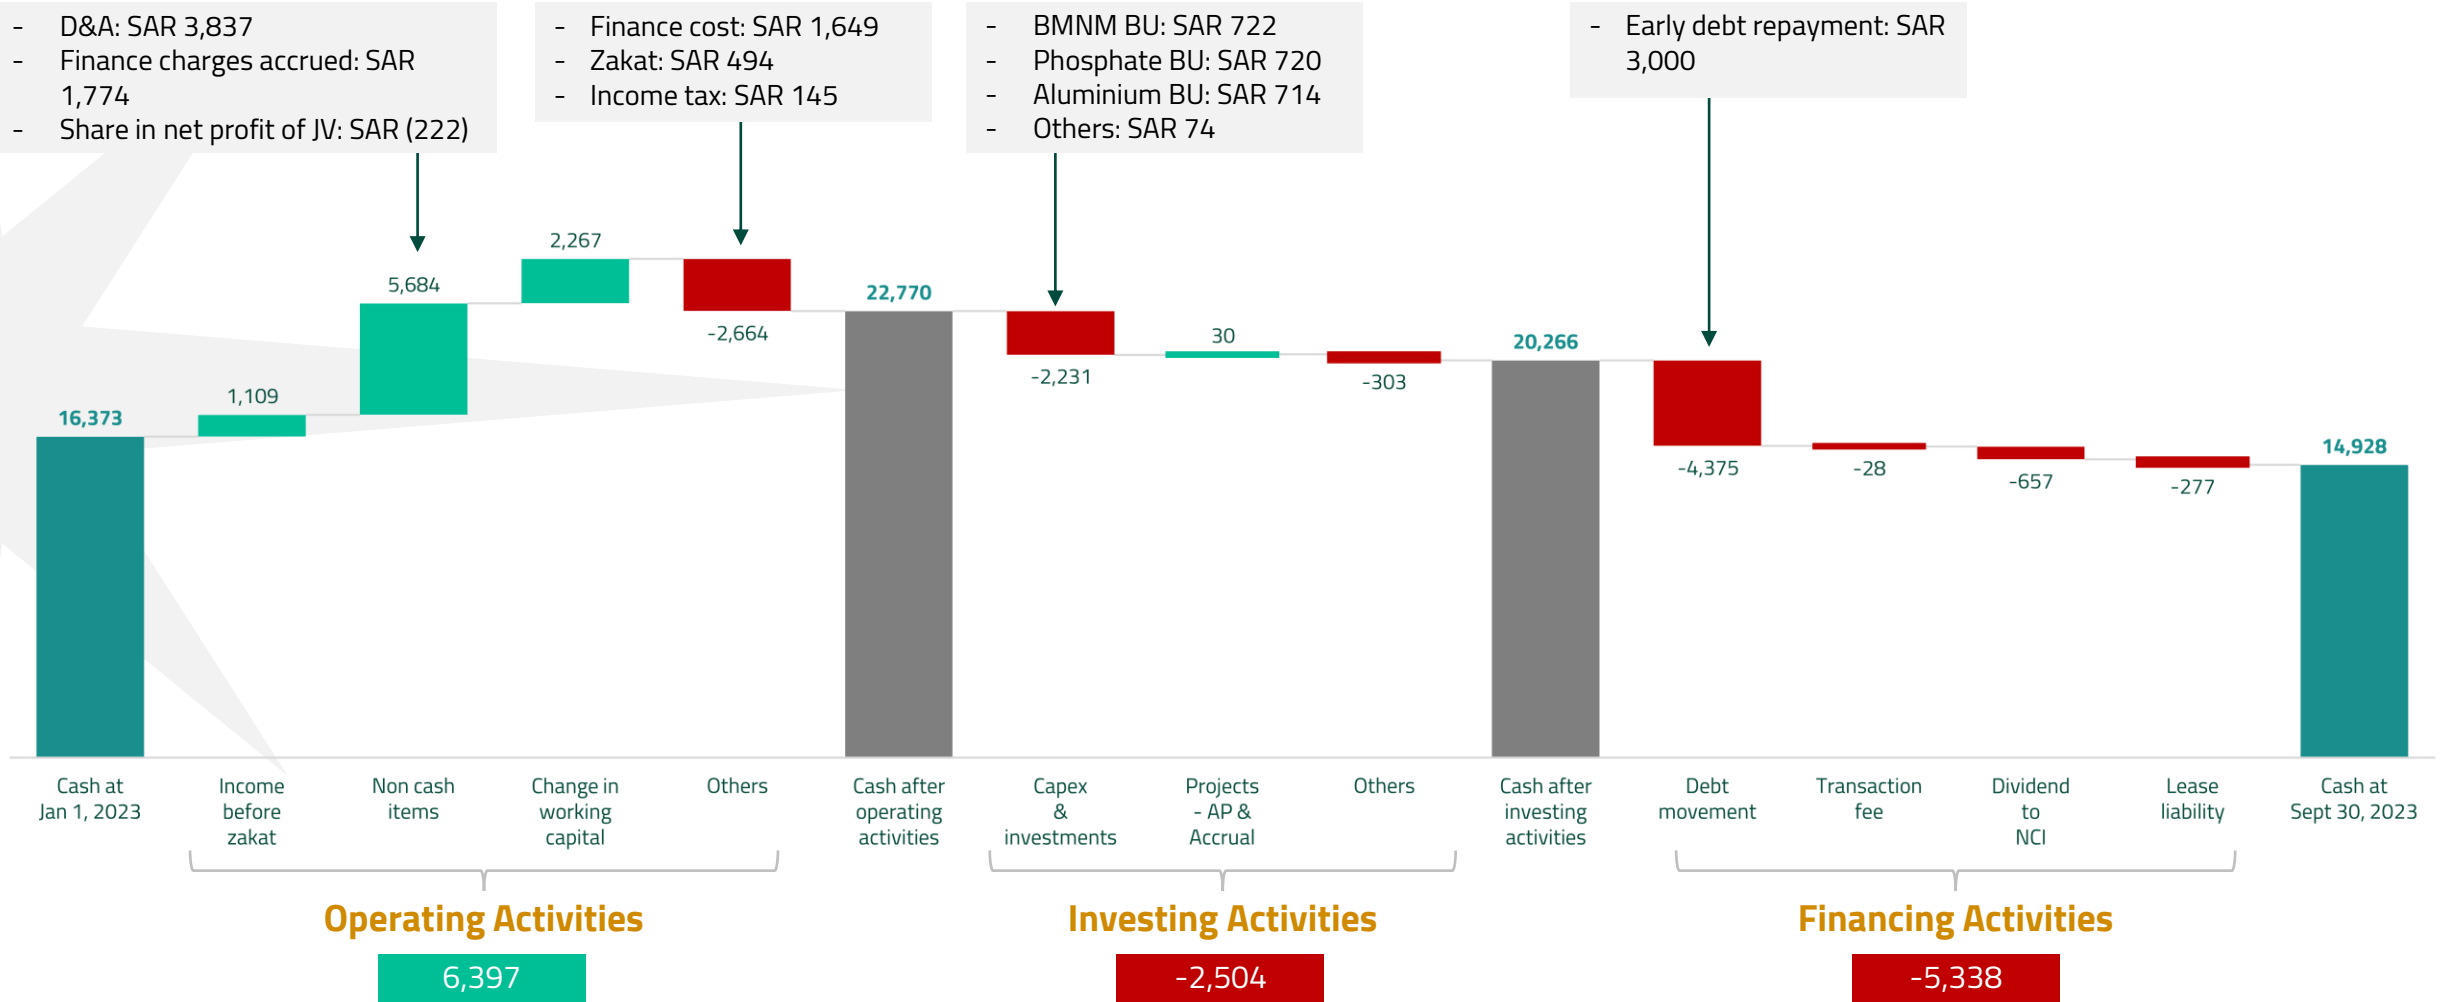 - D&A: SAR 3,837
- Finance charges accrued: SAR
1,774
- Share in net profit of JV: SAR (222)
- Finance cost: SAR 1,649
- Zakat: SAR 494
- Income tax: SAR 145
- BMNM BU: SAR 722
- Phosphate BU: SAR 720
- Aluminium BU: SAR 714
- Others: SAR 74
- Early debt repayment: SAR
3,000
16,373
1,109
5,684
2,267
-2,664
22,770
-2,231
30
-303
20,266
-4,375
-28
-657
-277
14,928
Cash at
Jan 1, 2023
Income
before
zakat
Non cash
items
Change in
working
capital
Others
Cash after
operating
activities
Capex
&
investments
Projects
- AP &
Accrual
Others
Cash after
investing
activities
Debt
movement
Transaction
fee
Dividend
to
NCI
Lease
liability
Cash at
Sept 30, 2023
Operating Activities
6,397
Investing Activities
-2,504
Financing Activities
-5,338